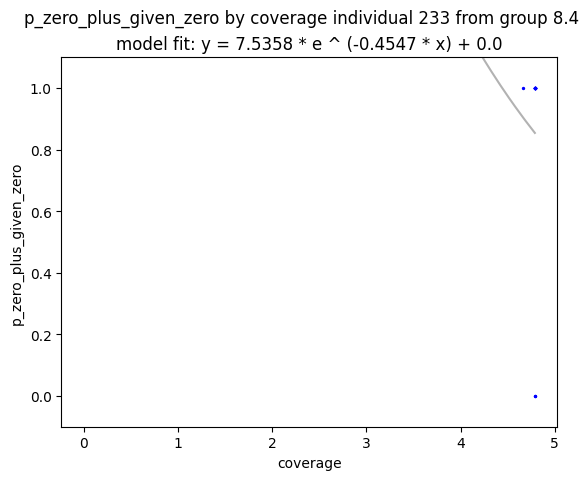 p_zero_plus_given_zero by coverage individual 233 from group 8.4
model fit: y = 7.5358 * e ^ (-0.4547 * x) + 0.0
1.0
0.8
0.6
0.4
0.2
0.0
p_zero_plus_given_zero
0 1 2 3 4 5
coverage